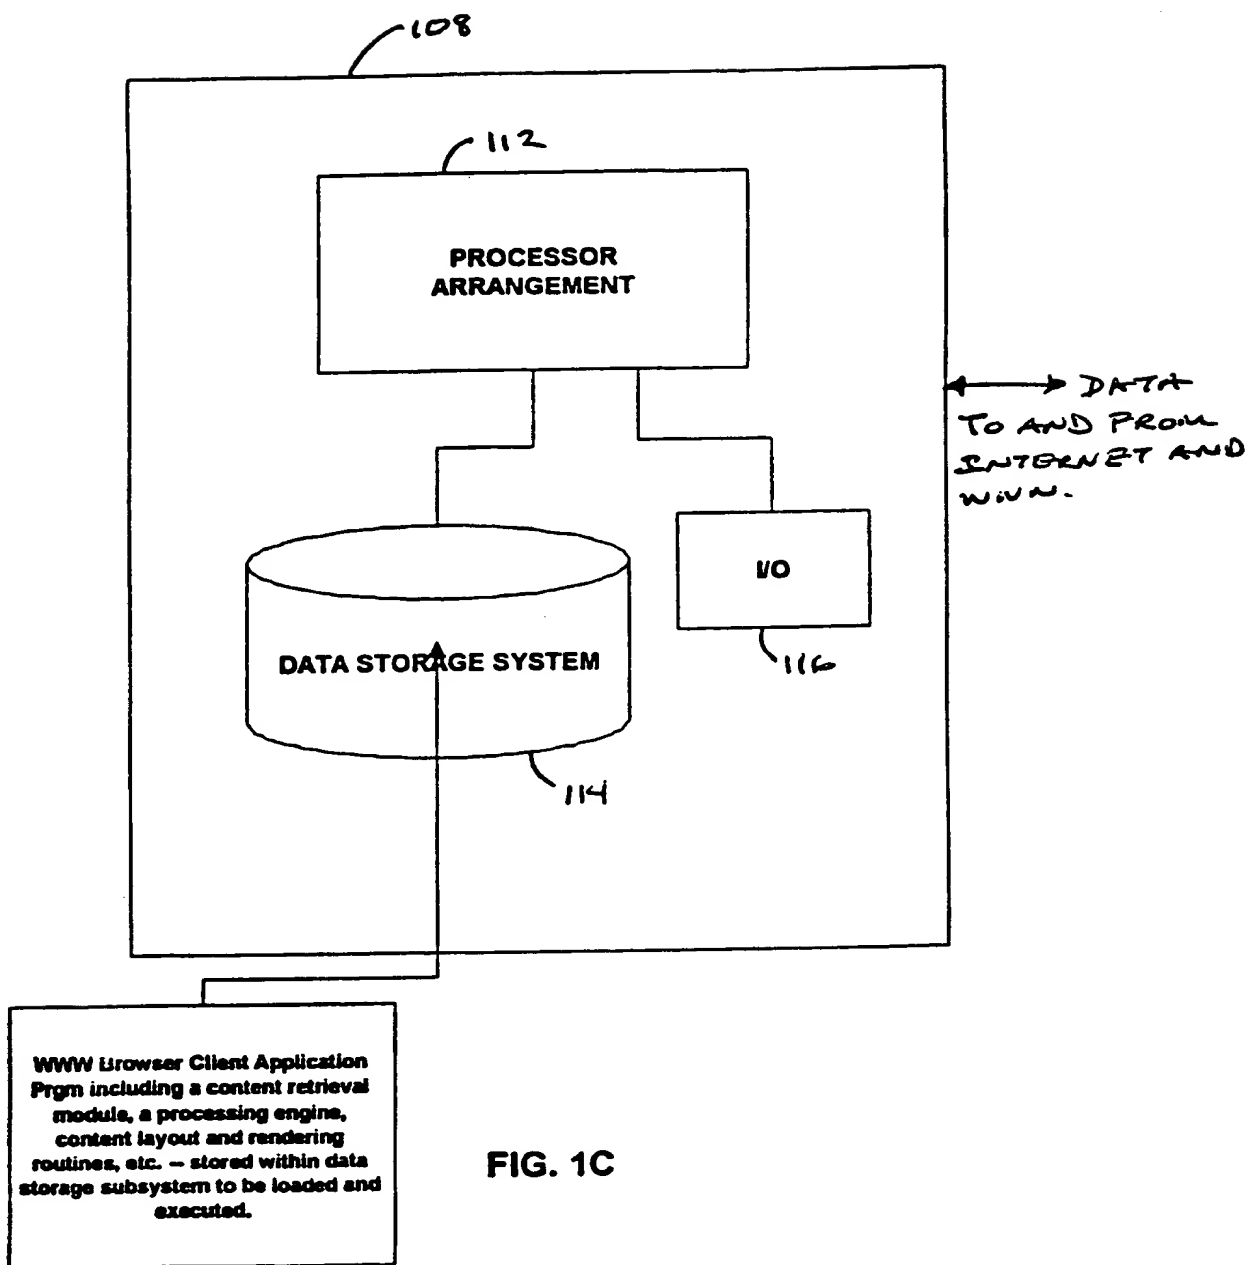 108
112
PROCESSOR
ARRANGEMENT
DATA
TO AND FROM
INTERNET AND
I/O
116
DATA STORAGE SYSTEM
114
WWW Browser Client Application
Prgm including a content retrieval
module, a processing engine,
content layout and rendering
routines, etc. – stored within data
storage subsystem to be loaded and
executed.
FIG. 1C